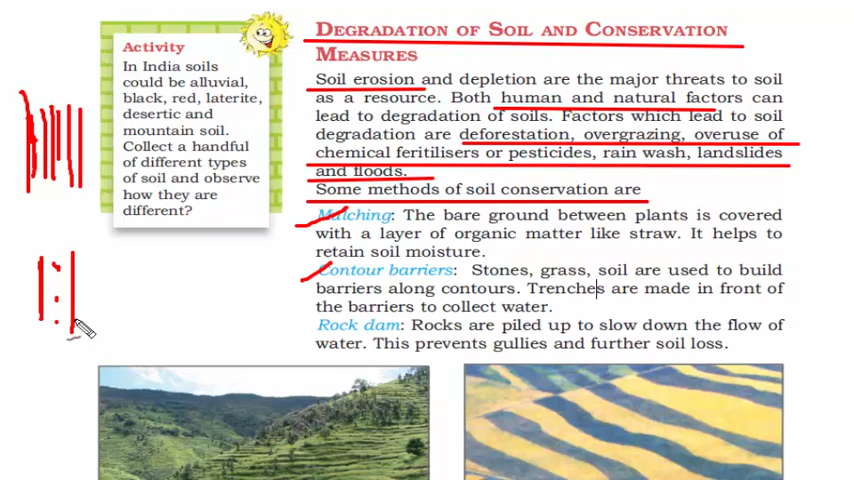 Activity
In India soils
could be alluvial,
black, red, laterite,
desertic and
mountain soil.
Collect a handful
of different types
of soil and observe
how they are
different?
DEGRADATION OF SOIL AND CONSERVATION
MEASURES
Soil erosion and depletion are the major threats to soil
as a resource. Both human and natural factors can
lead to degradation of soils. Factors which lead to soil
degradation are deforestation, overgrazing, overuse of
chemical feritilisers or pesticides, rain wash, landslides
and floods.
Some methods of soil conservation are
Mulching: The bare ground between plants is covered
with a layer of organic matter like straw. It helps to
retain soil moisture.
Contour barriers: Stones, grass, soil are used to build
barriers along contours. Trenches are made in front of
the barriers to collect water.
Rock dam: Rocks are piled up to slow down the flow of
water. This prevents gullies and further soil loss.